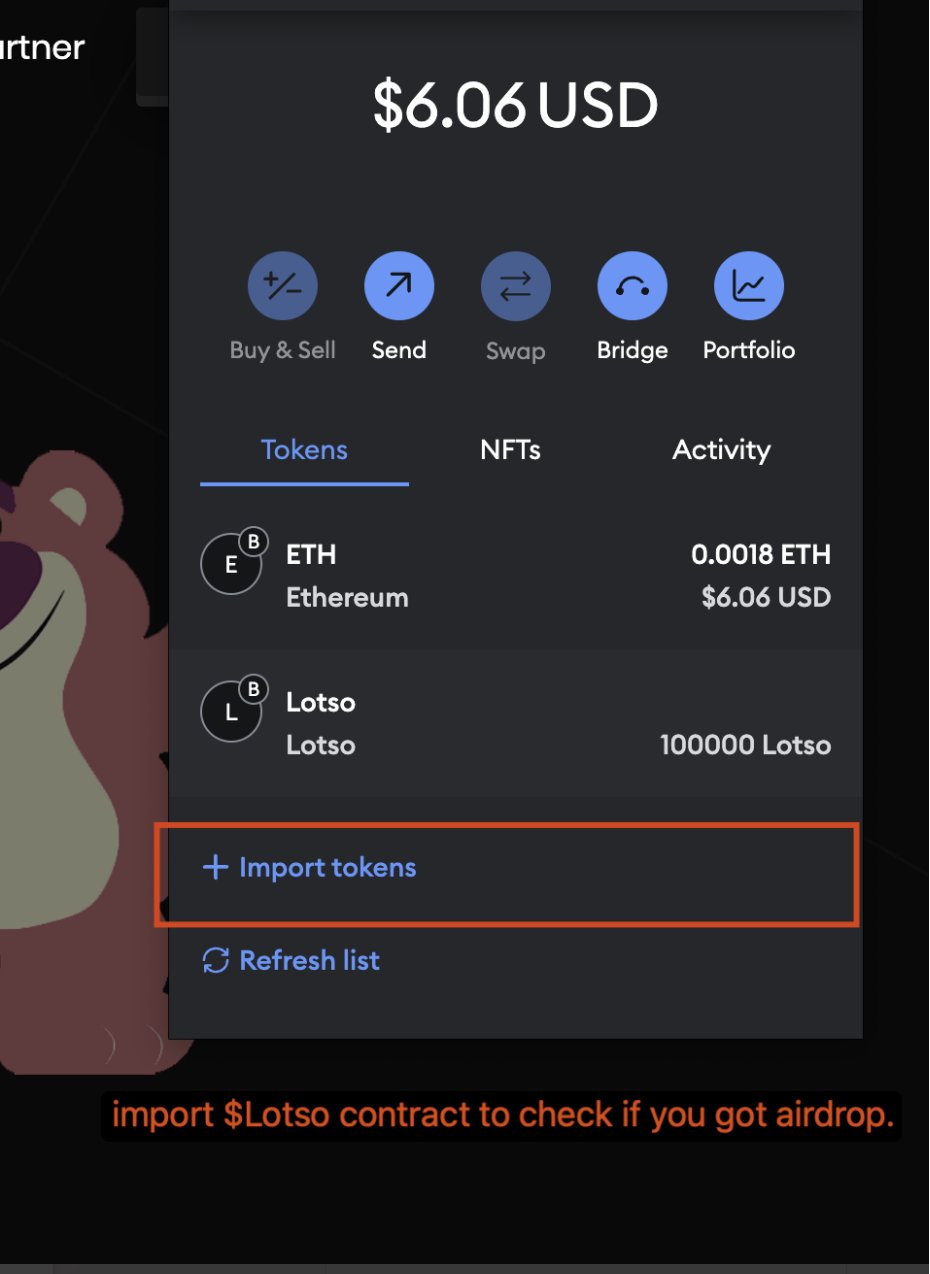 $6.06 USD
Buy & Sell
Send
Swap
Bridge
Portfolio
Tokens
NFTs
Activity
E
B
ETH
0.0018 ETH
Ethereum
$6.06 USD
L
B
Lotso
Lotso
100000 Lotso
+ Import tokens
Refresh list
import $Lotso contract to check if you got airdrop.